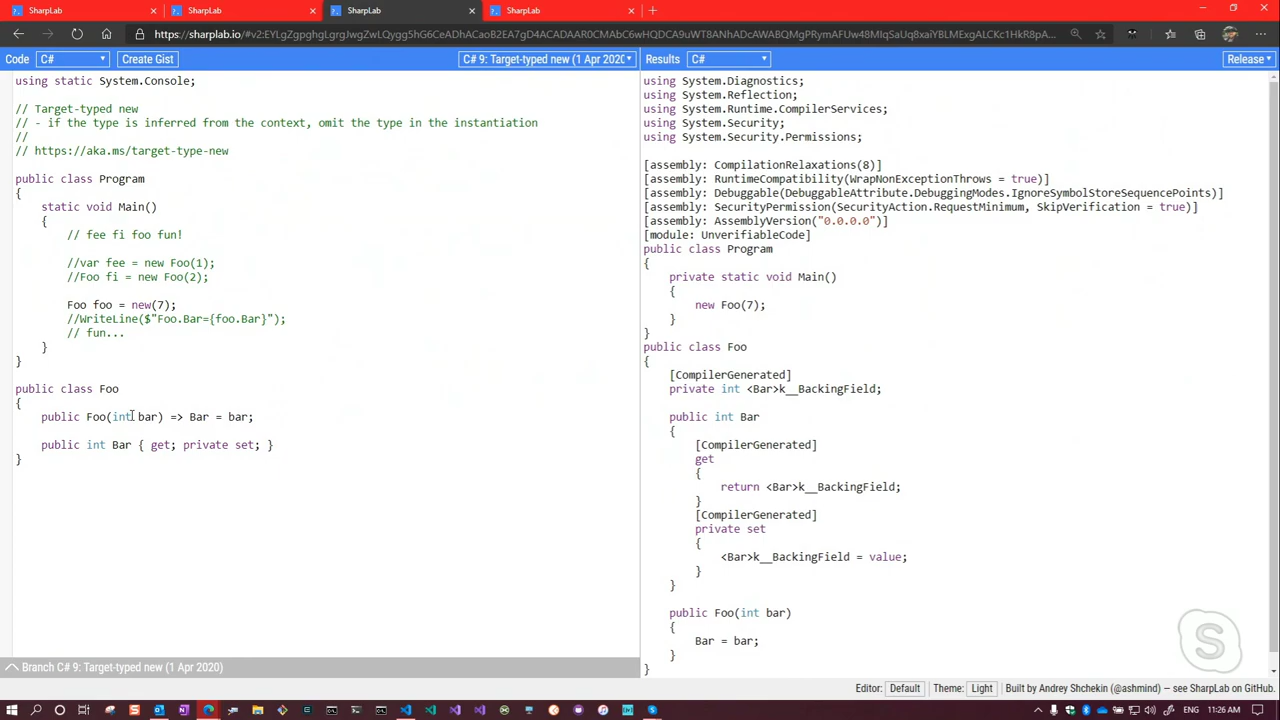 SharpLab
SharpLab
SharpLab
SharpLab
Code
C#
Create Gist
C# 9: Target-typed new (1 Apr 202C
Results
C#
Release
using static System.Console;
// Target-typed new
// - if the type is inferred from the context, omit the type in the instantiation
//
// https://aka.ms/target-type-new
public class Program
{
static void Main()
{
// fee fi foo fun!
//var fee = new Foo(1);
//Foo fi = new Foo(2);
Foo foo = new(7);
//WriteLine($"Foo.Bar={foo.Bar}");
// fun...
}
}
public class Foo
{
public Foo(int bar) => Bar = bar;
public int Bar { get; private set; }
}
Branch C# 9: Target-typed new (1 Apr 2020)
using System.Diagnostics;
using System.Reflection;
using System.Runtime.CompilerServices;
using System.Security;
using System.Security.Permissions;
[assembly: CompilationRelaxations(8)]
[assembly: RuntimeCompatibility(WrapNonExceptionThrows = true)]
[assembly: Debuggable(DebuggableAttribute.DebuggingModes.IgnoreSymbolStoreSequencePoints)]
[assembly: SecurityPermission(SecurityAction.RequestMinimum, SkipVerification = true)]
[assembly: AssemblyVersion("0.0.0.0")]
[module: UnverifiableCode]
public class Program
{
private static void Main()
{
new Foo(7);
}
}
public class Foo
{
[CompilerGenerated]
private int <Bar>k__BackingField;
public int Bar
{
[CompilerGenerated]
get
{
return <Bar>k__BackingField;
}
[CompilerGenerated]
private set
{
<Bar>k__BackingField = value;
}
}
public Foo(int bar)
{
Bar = bar;
}
}
Editor: Default Theme: Light Built by Andrey Shchekin (@ashmind) — see SharpLab on GitHub.
11:26 AM